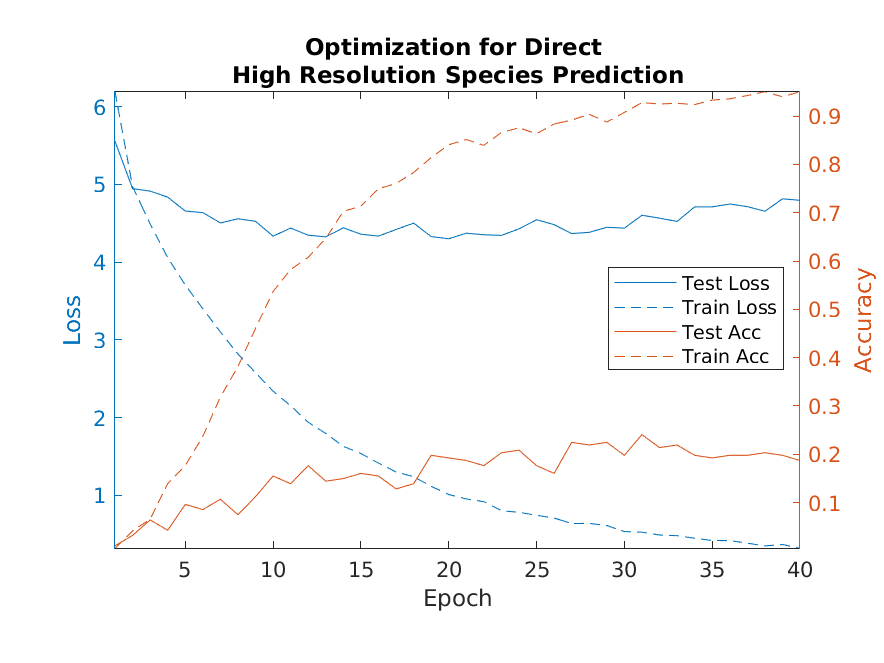 Optimization for Direct
High Resolution Species Prediction
6
5
4
3
2
1
Loss
0.9
0.8
0.7
0.6
0.5
0.4
0.3
0.2
0.1
Accuracy
Test Loss
Train Loss
Test Acc
Train Acc
5 10 15 20 25 30 35 40
Epoch